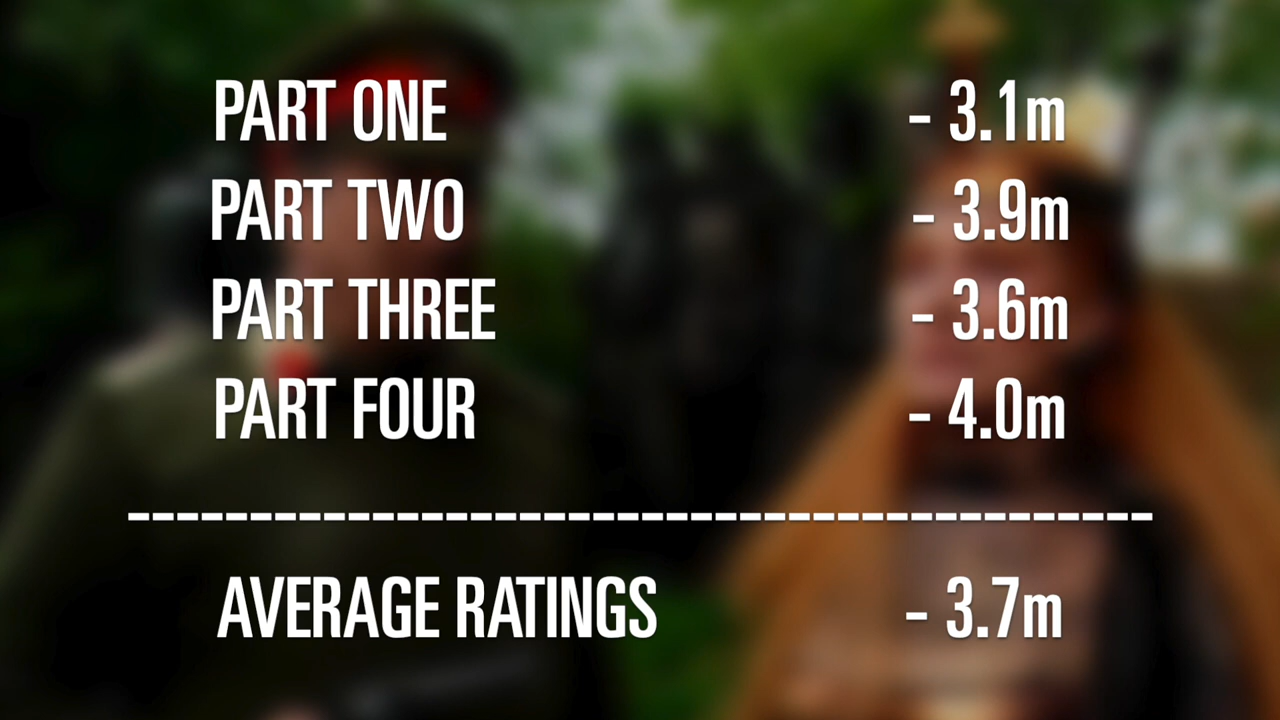 PART ONE - 3.1m
PART TWO - 3.9m
PART THREE - 3.6m
PART FOUR - 4.0m
------------------------------------------
AVERAGE RATINGS - 3.7m